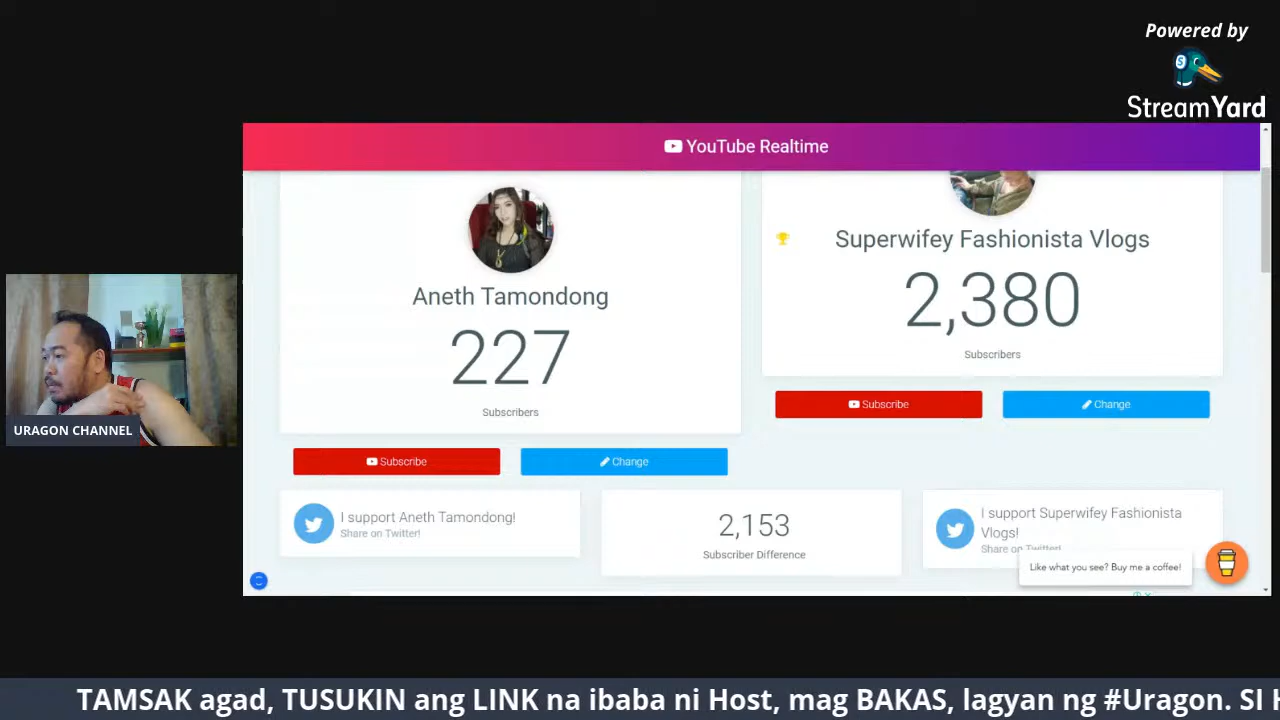 Powered by
StreamYard
YouTube Realtime
Aneth Tamondong
227
Subscribers
Subscribe
Change
Superwifey Fashionista Vlogs
2,380
Subscribers
Subscribe
Change
I support Aneth Tamondong!
Share on Twitter!
2,153
Subscriber Difference
I support Superwifey Fashionista
Vlogs!
Share on Twitter!
Like what you see? Buy me a coffee!
URAGON CHANNEL
TAMSAK agad, TUSUKIN ang LINK na ibaba ni Host, mag BAKAS, lagyan ng #Uragon. SI